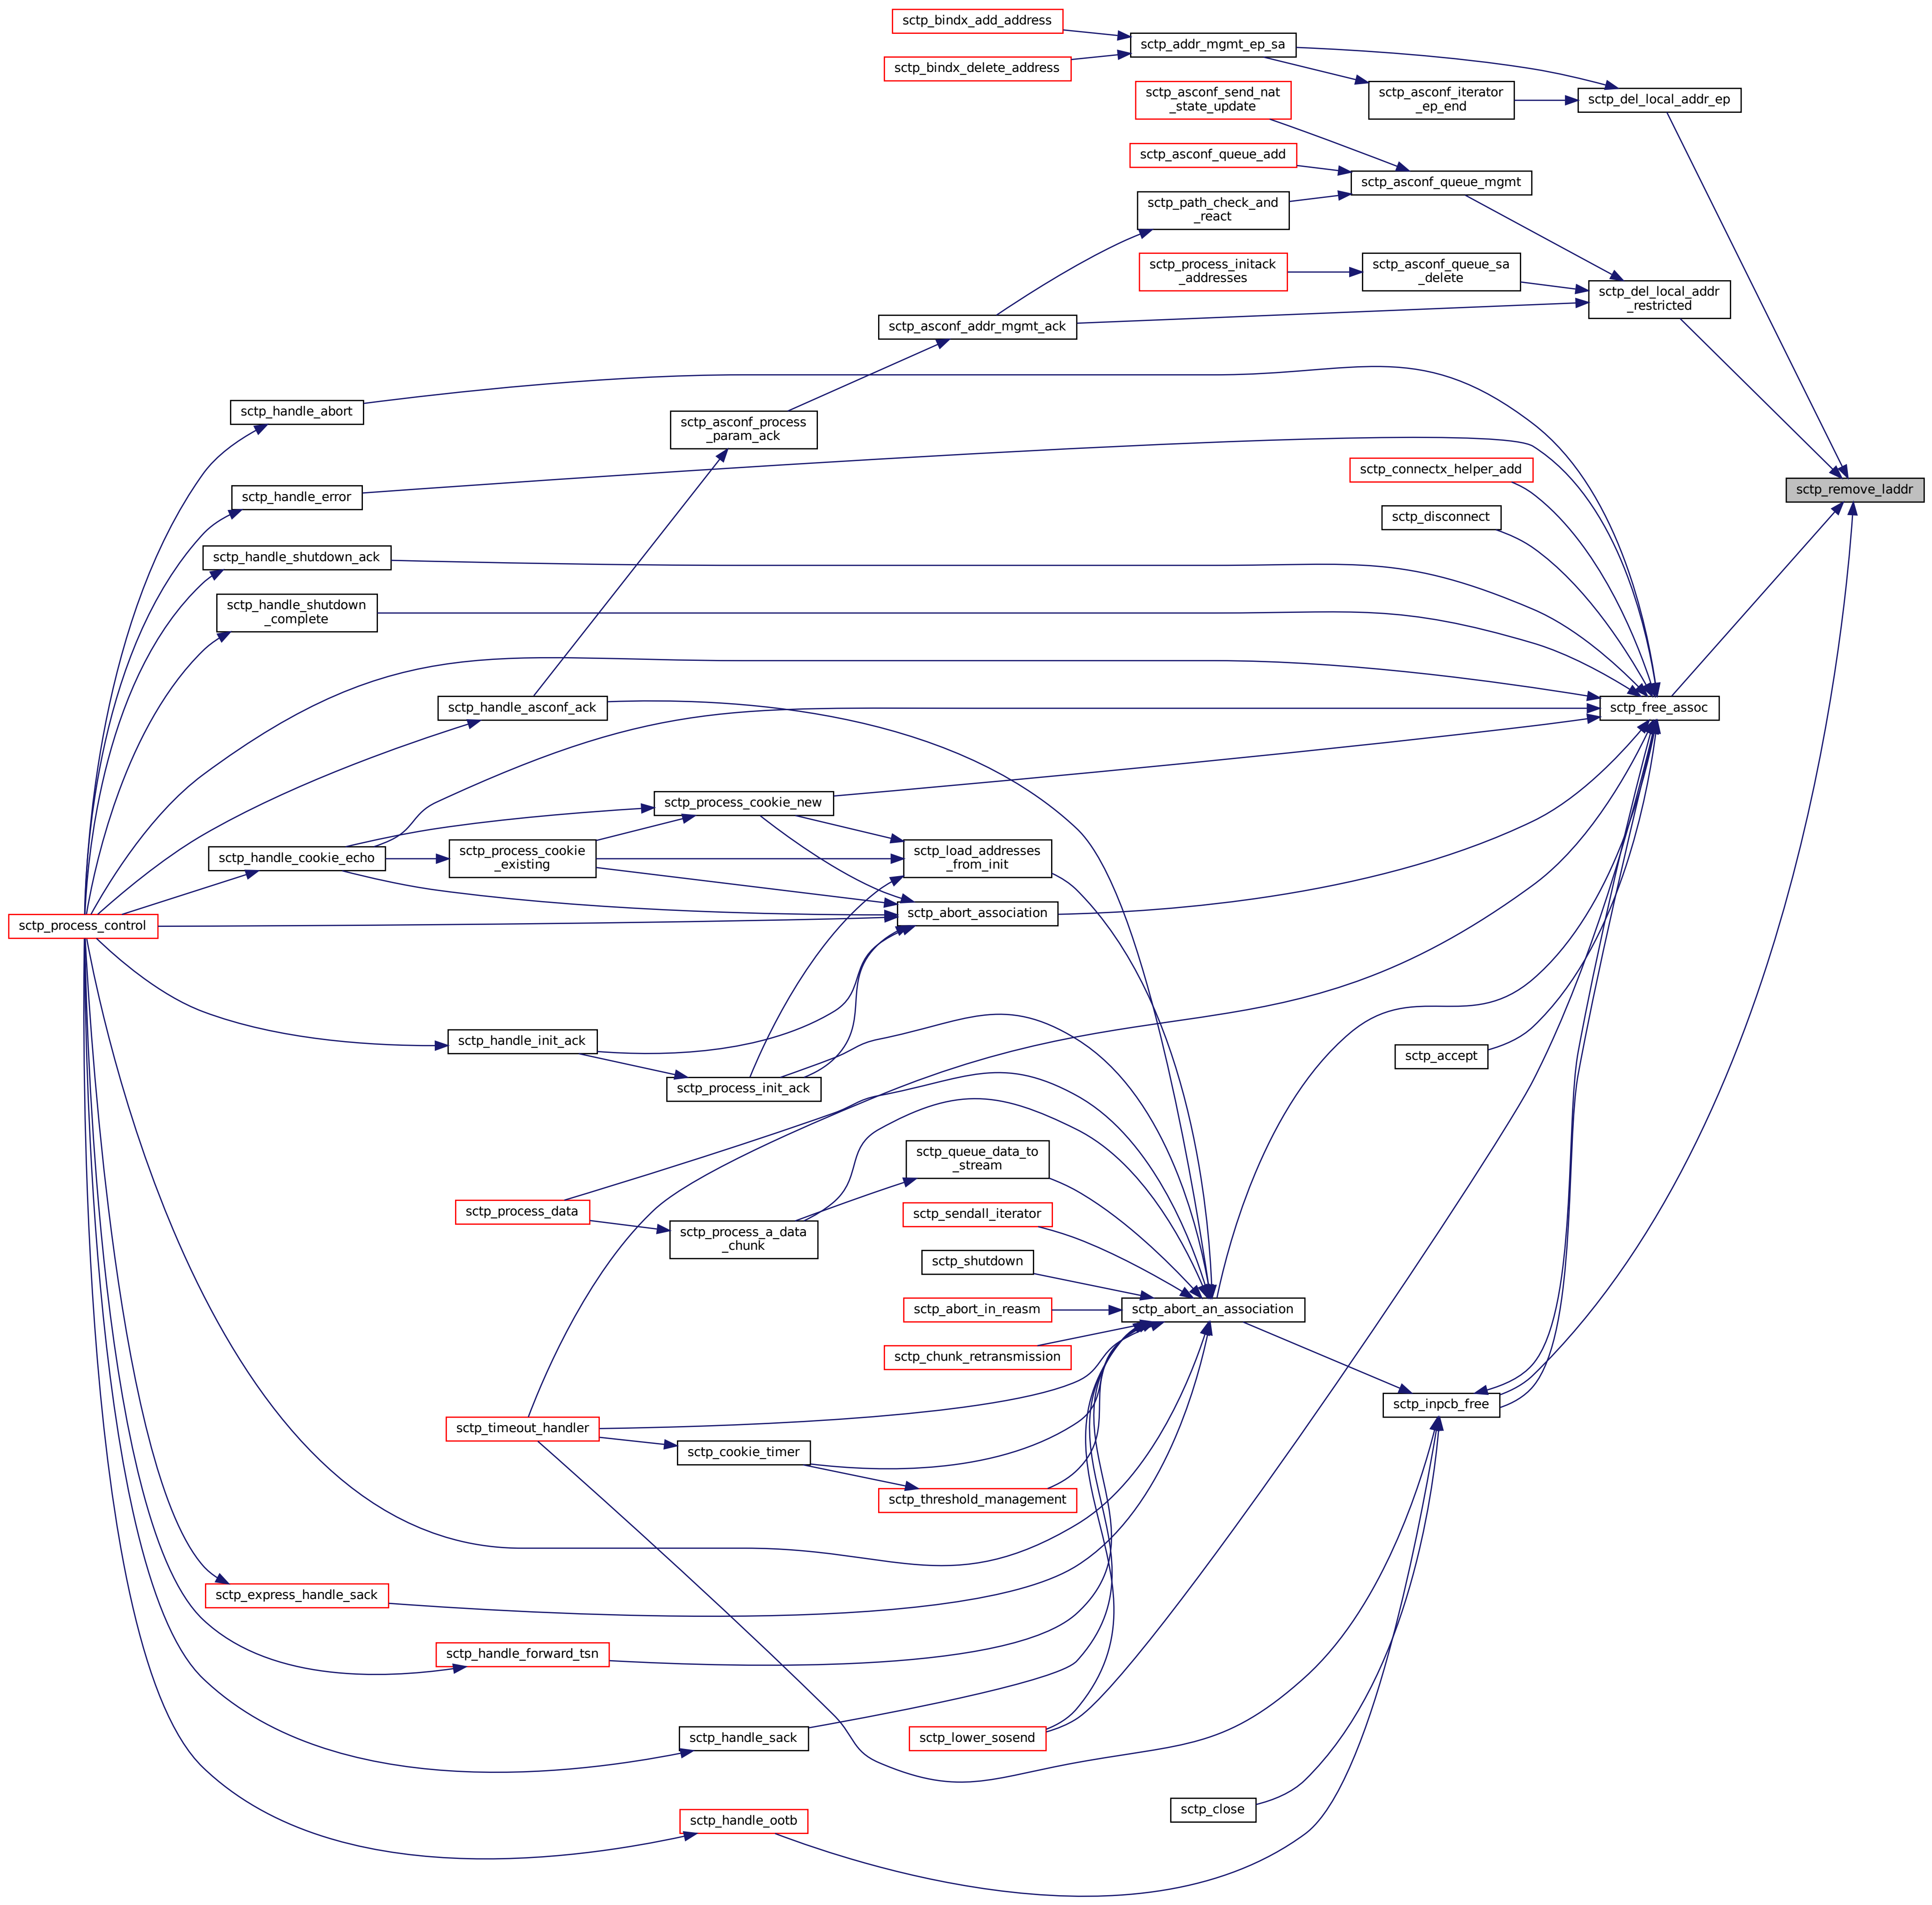 sctp_bindx_add_address
sctp_addr_mgmt_ep_sa
sctp_bindx_delete_address
sctp_asconf_send_nat
_state_update
sctp_asconf_iterator
_ep_end
sctp_del_local_addr_ep
sctp_asconf_queue_add
sctp_asconf_queue_mgmt
sctp_path_check_and
_react
sctp_process_initack
_addresses
sctp_asconf_queue_sa
_delete
sctp_del_local_addr
_restricted
sctp_asconf_addr_mgmt_ack
sctp_handle_abort
sctp_asconf_process
_param_ack
sctp_connectx_helper_add
sctp_handle_error
sctp_remove_laddr
sctp_disconnect
sctp_handle_shutdown_ack
sctp_handle_shutdown
_complete
sctp_handle_asconf_ack
sctp_free_assoc
sctp_process_cookie_new
sctp_handle_cookie_echo
sctp_process_cookie
_existing
sctp_load_addresses
_from_init
sctp_abort_association
sctp_process_control
sctp_handle_init_ack
sctp_accept
sctp_process_init_ack
sctp_queue_data_to
_stream
sctp_process_data
sctp_sendall_iterator
sctp_process_a_data
_chunk
sctp_shutdown
sctp_abort_in_reasm
sctp_abort_an_association
sctp_chunk_retransmission
sctp_inpcb_free
sctp_timeout_handler
sctp_cookie_timer
sctp_threshold_management
sctp_express_handle_sack
sctp_handle_forward_tsn
sctp_handle_sack
sctp_lower_sosend
sctp_close
sctp_handle_ootb